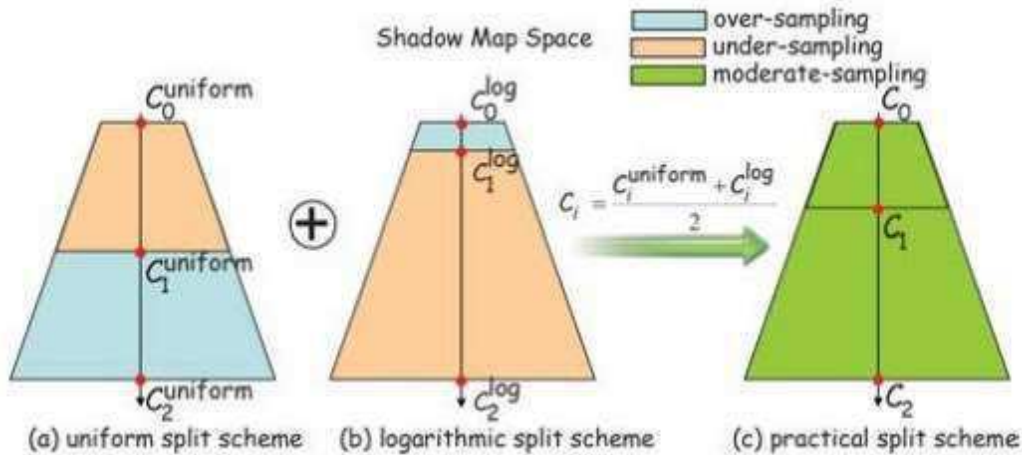 Shadow Map Space
over-sampling
under-sampling
moderate-sampling
C₀ᵘⁿⁱᶠᵒʳᵐ
C₁ᵘⁿⁱᶠᵒʳᵐ
C₂ᵘⁿⁱᶠᵒʳᵐ
(a) uniform split scheme
⊕
C₀ˡᵒᵍ
C₁ˡᵒᵍ
C₂ˡᵒᵍ
(b) logarithmic split scheme
Cᵢ = (Cᵢᵘⁿⁱᶠᵒʳᵐ + Cᵢˡᵒᵍ) / 2
C₀
C₁
C₂
(c) practical split scheme